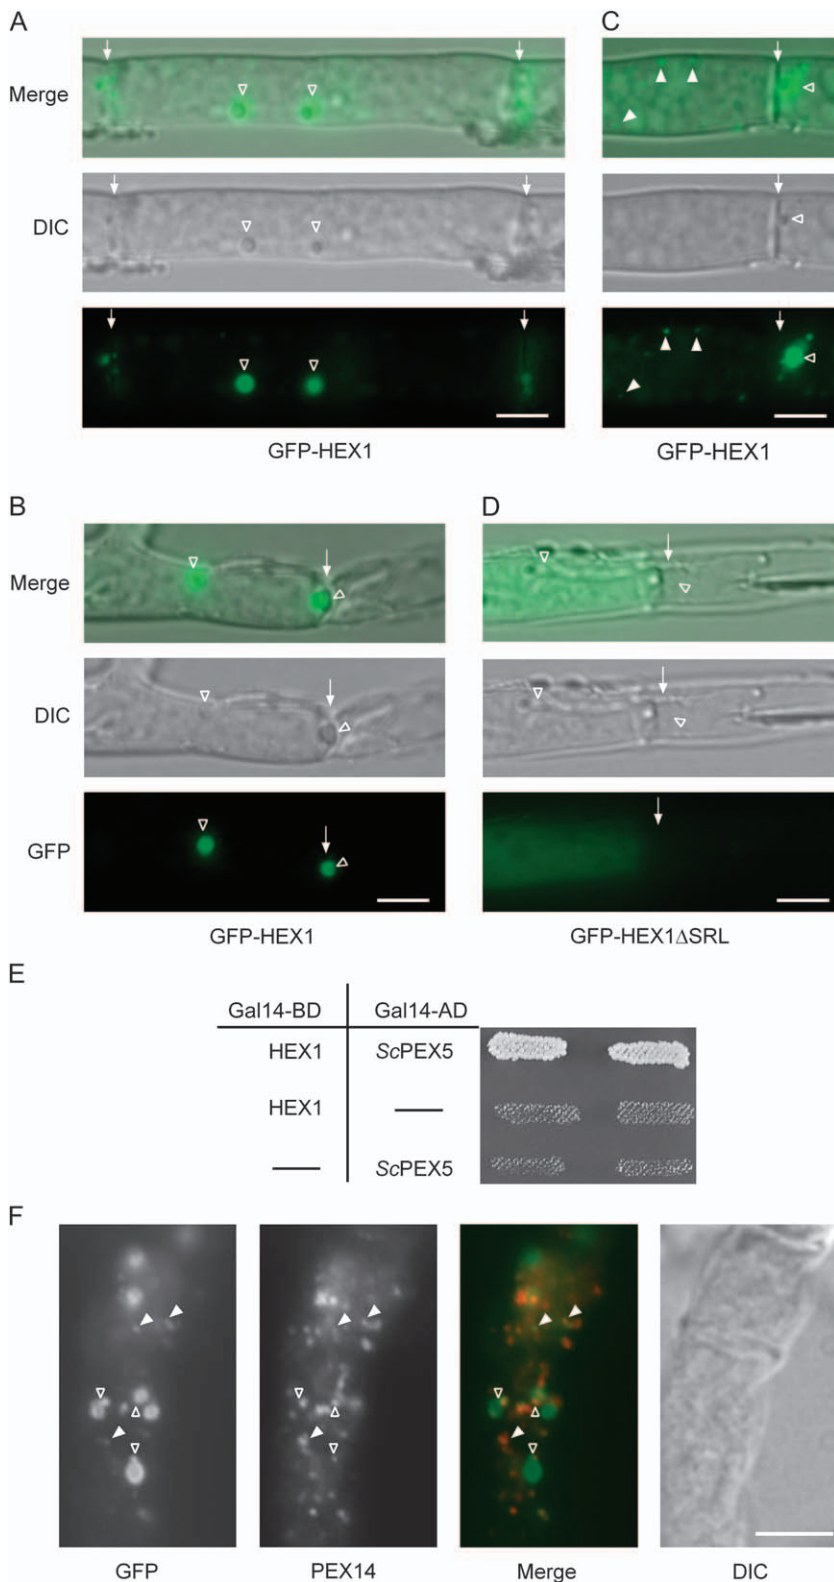 A
C
Merge
DIC
GFP-HEX1
GFP-HEX1
B
D
Merge
DIC
GFP
GFP-HEX1
GFP-HEX1ΔSRL
E
Gal14-BD Gal14-AD
HEX1 ScPEX5
HEX1 —
— ScPEX5
F
GFP PEX14 Merge DIC